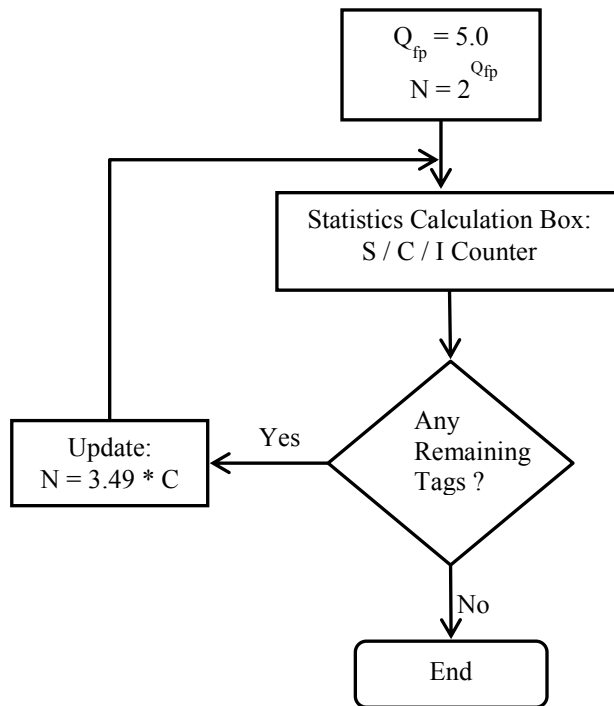 Q_fp = 5.0
N = 2^Q_fp
Statistics Calculation Box:
S / C / I Counter
Any
Remaining
Tags ?
Yes
Update:
N = 3.49 * C
No
End